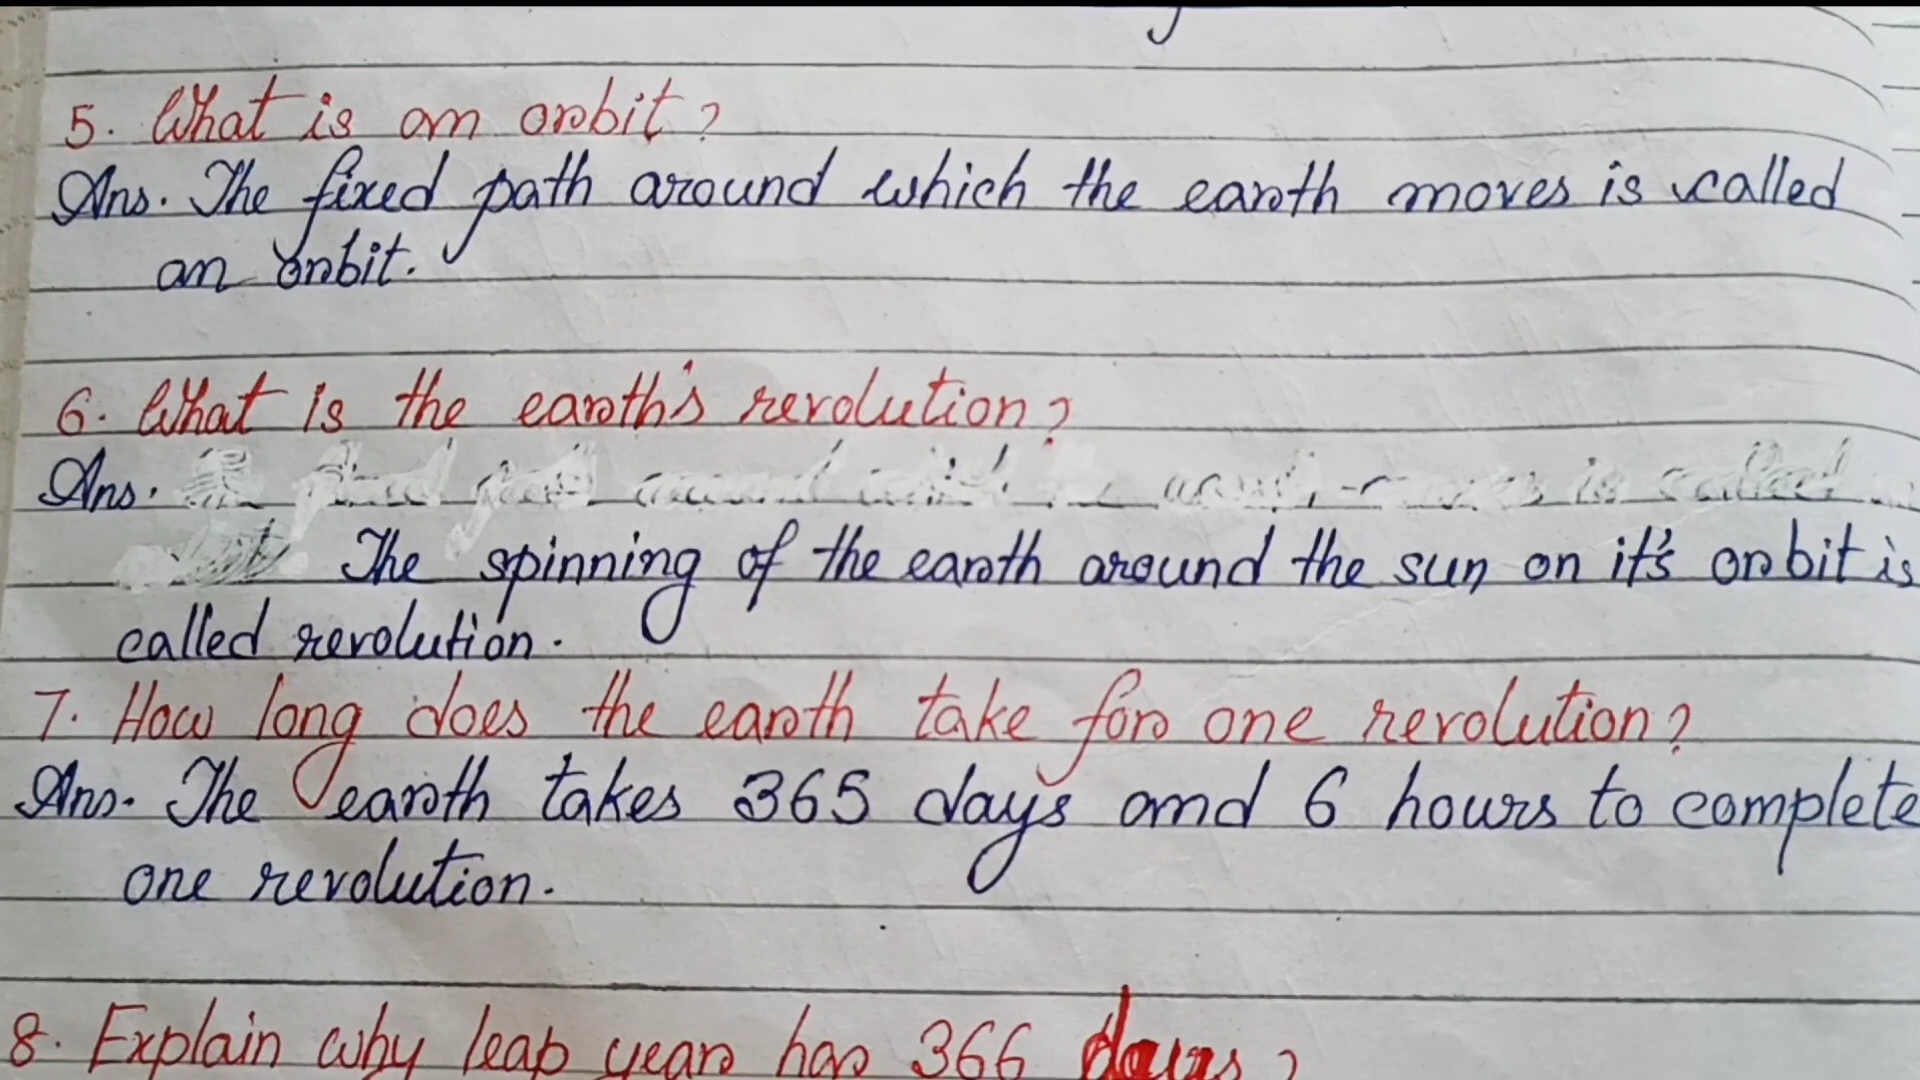 5. What is an orbit?
Ans. The fixed path around which the earth moves is called
an orbit.
6. What is the earth's revolution?
Ans.
The spinning of the earth around the sun on it's orbit is
called revolution.
7. How long does the earth take for one revolution?
Ans. The earth takes 365 days and 6 hours to complete
one revolution.
8. Explain why leap year has 366 days?